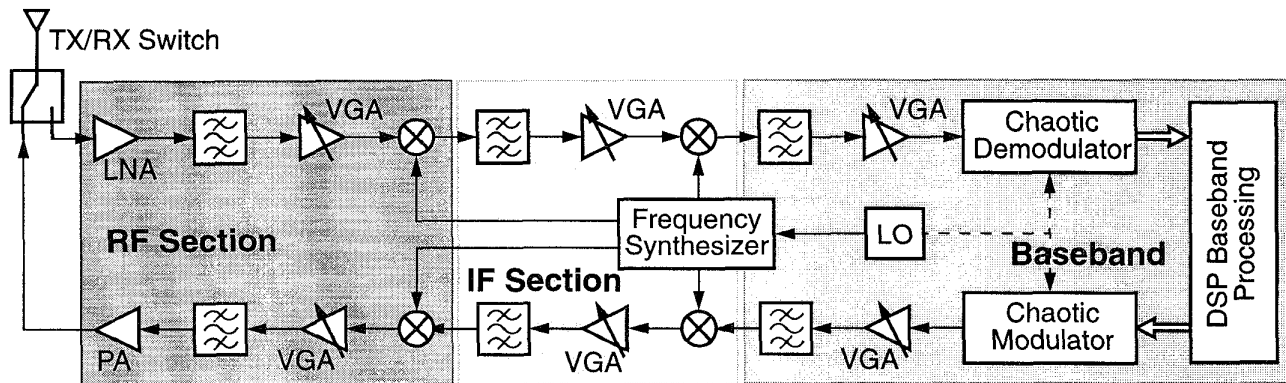 TX/RX Switch
VGA
VGA
VGA
Chaotic
Demodulator
LNA
DSP Baseband
Processing
RF Section
Frequency
Synthesizer
LO
IF Section
Baseband
Chaotic
Modulator
PA
VGA
VGA
VGA